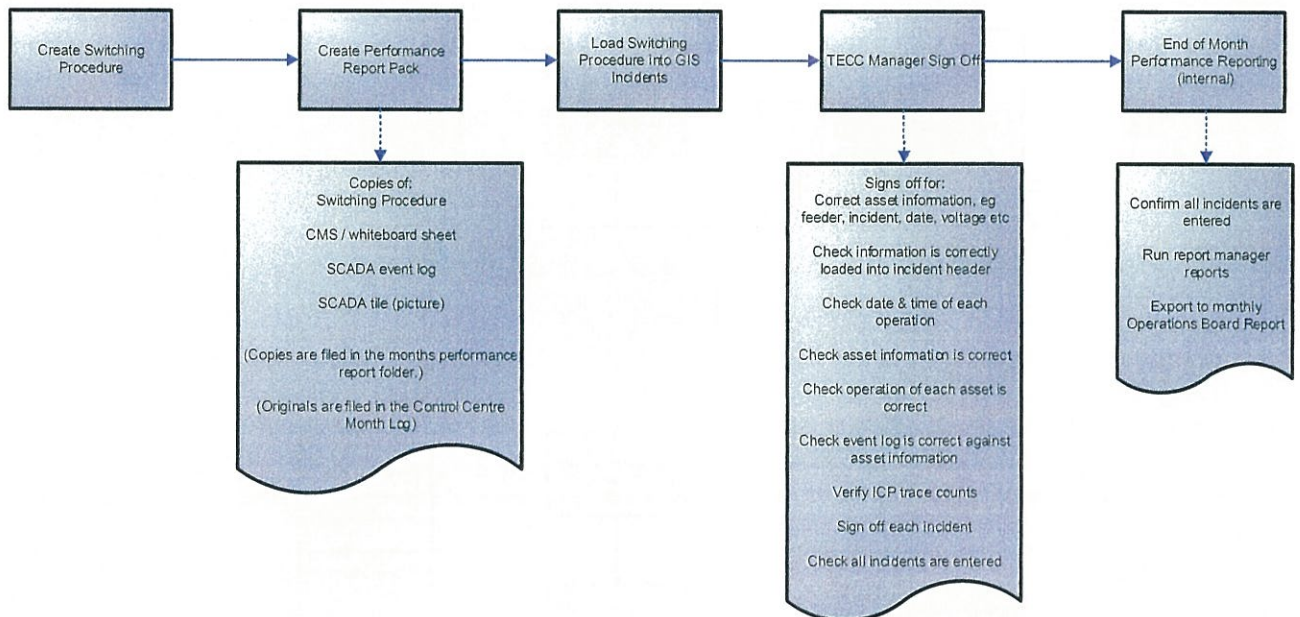 Create Switching
Procedure
Create Performance
Report Pack
Load Switching
Procedure into GIS
Incidents
TECC Manager Sign Off
End of Month
Performance Reporting
(internal)
Copies of:
Switching Procedure
CMS / whiteboard sheet
SCADA event log
SCADA tile (picture)
(Copies are filed in the months performance
report folder.)
(Originals are filed in the Control Centre
Month Log)
Signs off for:
Correct asset information, eg
feeder, incident, date, voltage etc
Check information is correctly
loaded into incident header
Check date & time of each
operation
Check asset information is correct
Check operation of each asset is
correct
Check event log is correct against
asset information
Verify ICP trace counts
Sign off each incident
Check all incidents are entered
Confirm all incidents are
entered
Run report manager
reports
Export to monthly
Operations Board Report